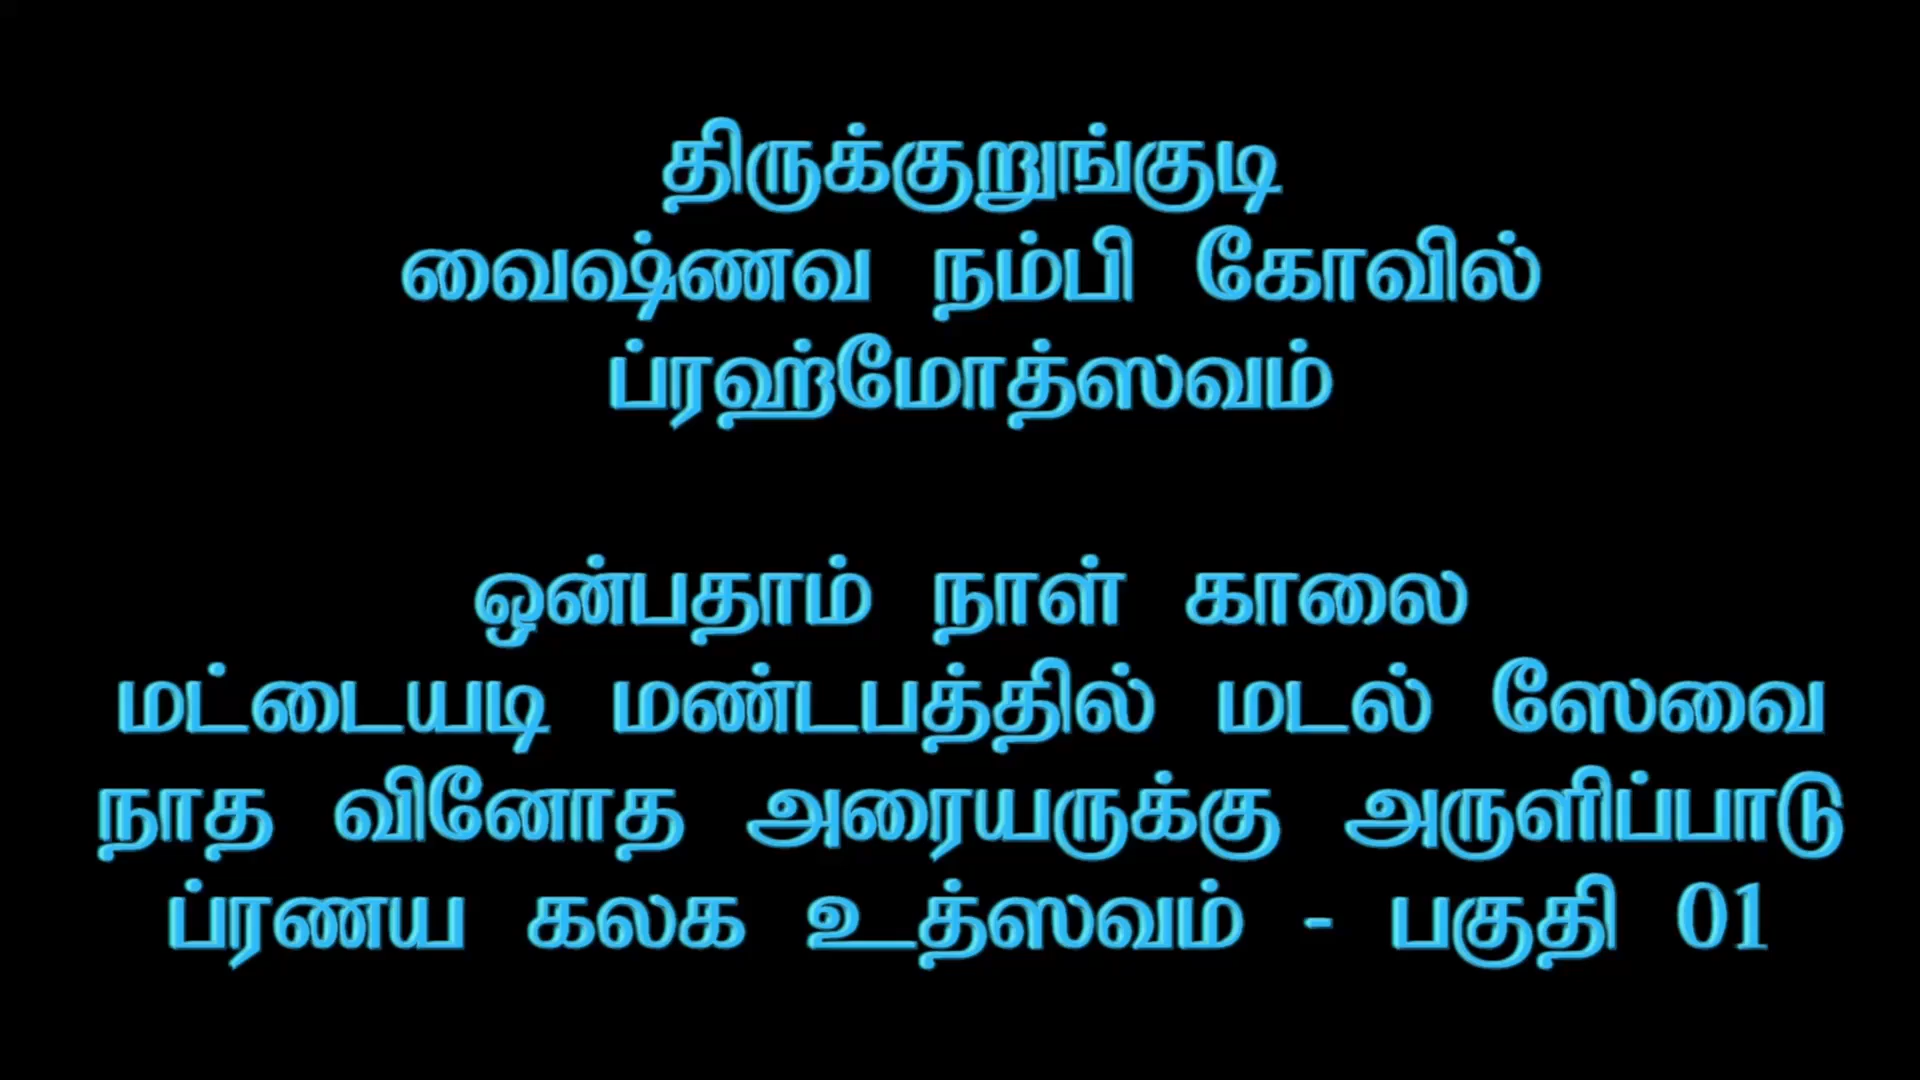 திருக்குறுங்குடி
வைஷ்ணவ நம்பி கோவில்
ப்ரஹ்மோத்ஸவம்
ஒன்பதாம் நாள் காலை
மட்டையடி மண்டபத்தில் மடல் ஸேவை
நாத வினோத அரையருக்கு அருளிப்பாடு
ப்ரணய கலக உத்ஸவம் - பகுதி 01